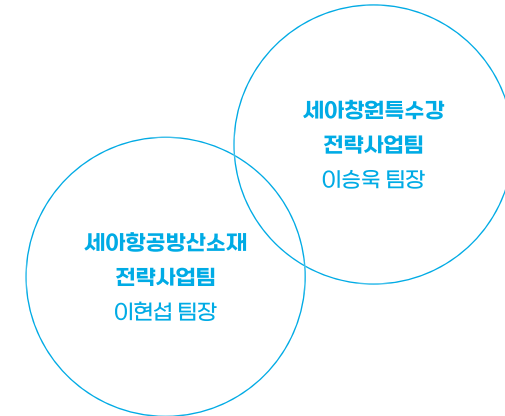 세아창원특수강
전략사업팀
이승욱 팀장
세아항공방산소재
전략사업팀
이현섭 팀장